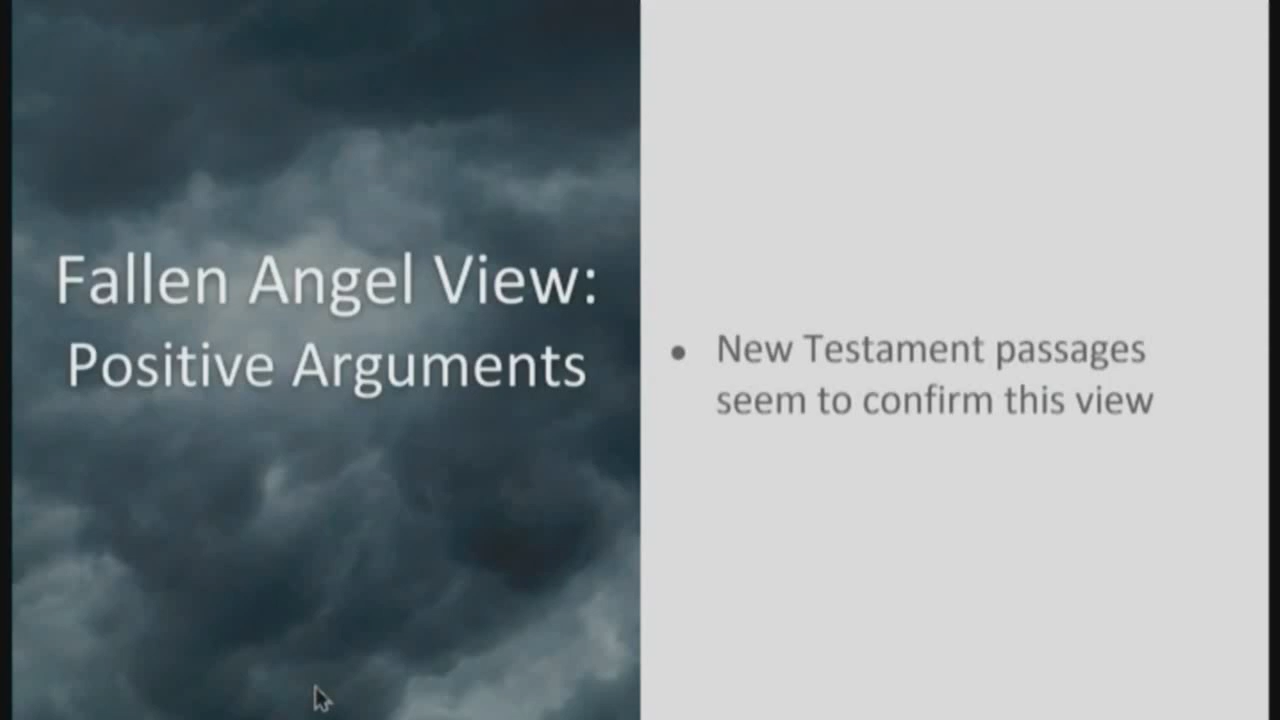 Fallen Angel View:
Positive Arguments
• New Testament passages
seem to confirm this view